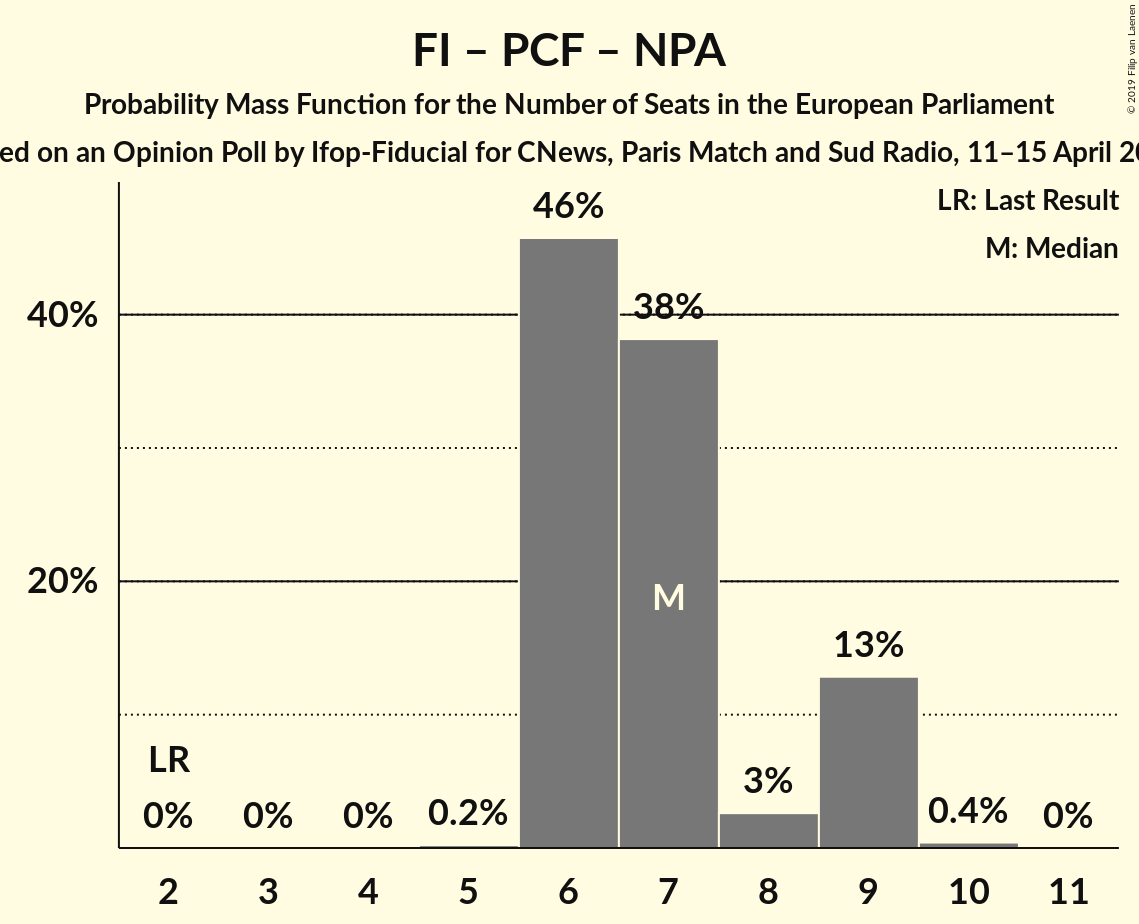 FI – PCF – NPA
Probability Mass Function for the Number of Seats in the European Parliament
on an Opinion Poll by Ifop-Fiducial for CNews, Paris Match and Sud Radio, 11–15 April
© 2019 Filip van Laenen
LR: Last Result
M: Median
46%
38%
40%
20%
M
13%
LR
3%
0%
0%
0%
0.2%
0.4%
0%
2
3
4
5
6
7
8
9
10
11